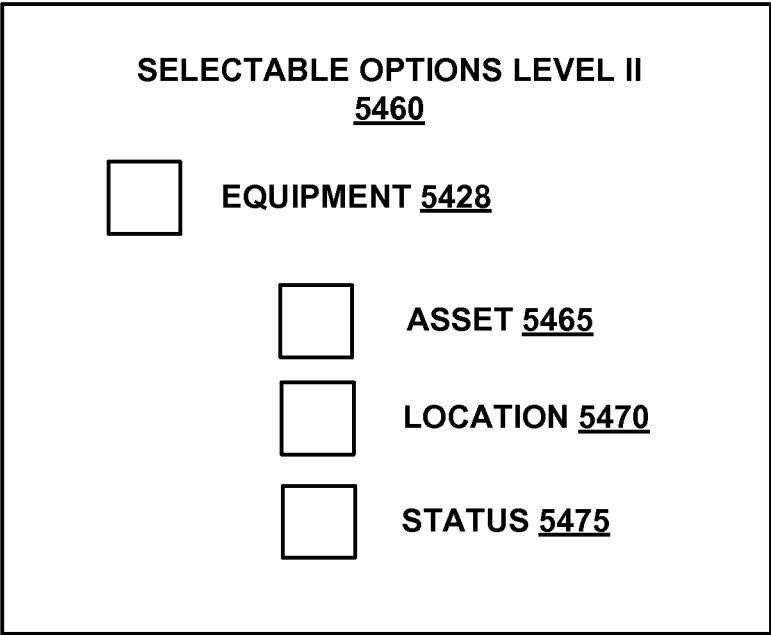 SELECTABLE OPTIONS LEVEL II
5460
EQUIPMENT 5428
ASSET 5465
LOCATION 5470
STATUS 5475